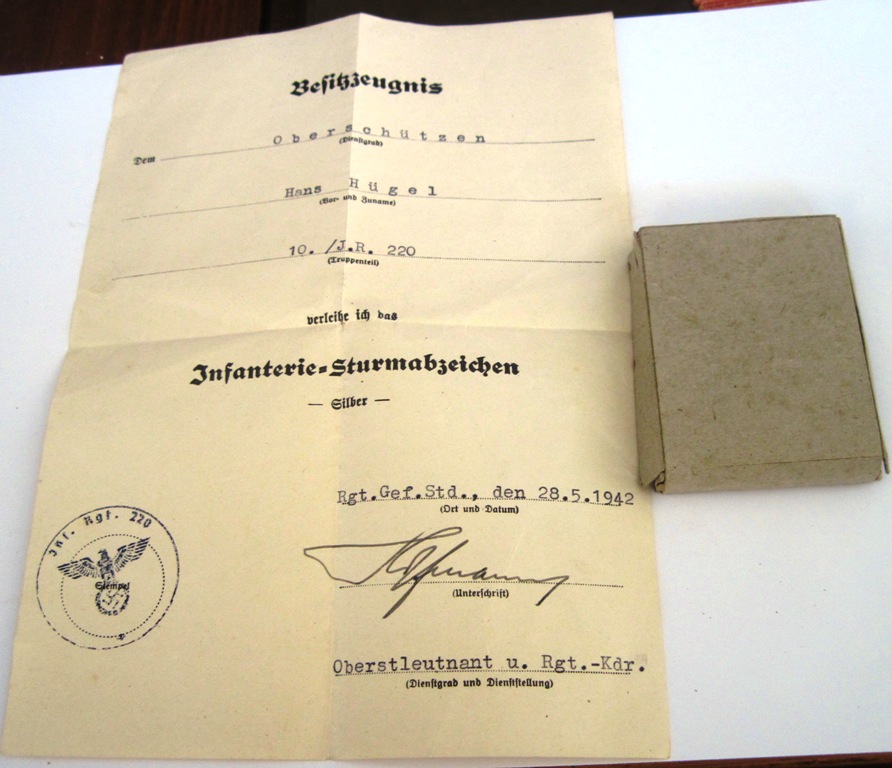 Besitzzeugnis
Dem Oberschützen
(Dienstgrad)
Hans Hügel
(Vor- und Zuname)
10. /J.R. 220
(Truppenteil)
verleihe ich das
Infanterie=Sturmabzeichen
— Silber —
Rgt.Gef.Std., den 28.5.1942
(Ort und Datum)
Inf. Rgt. 220
Stempel
(Unterschrift)
Oberstleutnant u. Rgt.-Kdr.
(Dienstgrad und Dienststellung)